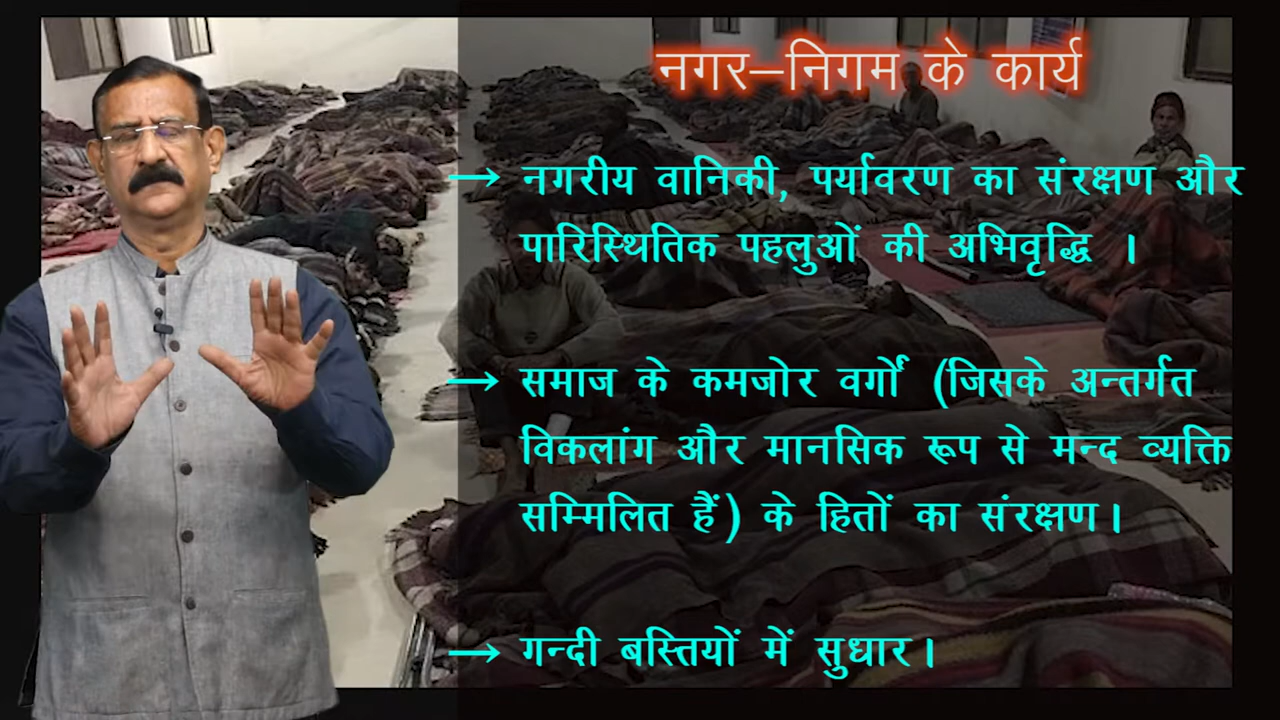 नगर–निगम के कार्य
→ नगरीय वानिकी, पर्यावरण का संरक्षण और
पारिस्थितिक पहलुओं की अभिवृद्धि ।
→ समाज के कमजोर वर्गों (जिसके अन्तर्गत
विकलांग और मानसिक रूप से मन्द व्यक्ति
सम्मिलित हैं) के हितों का संरक्षण।
→ गन्दी बस्तियों में सुधार।